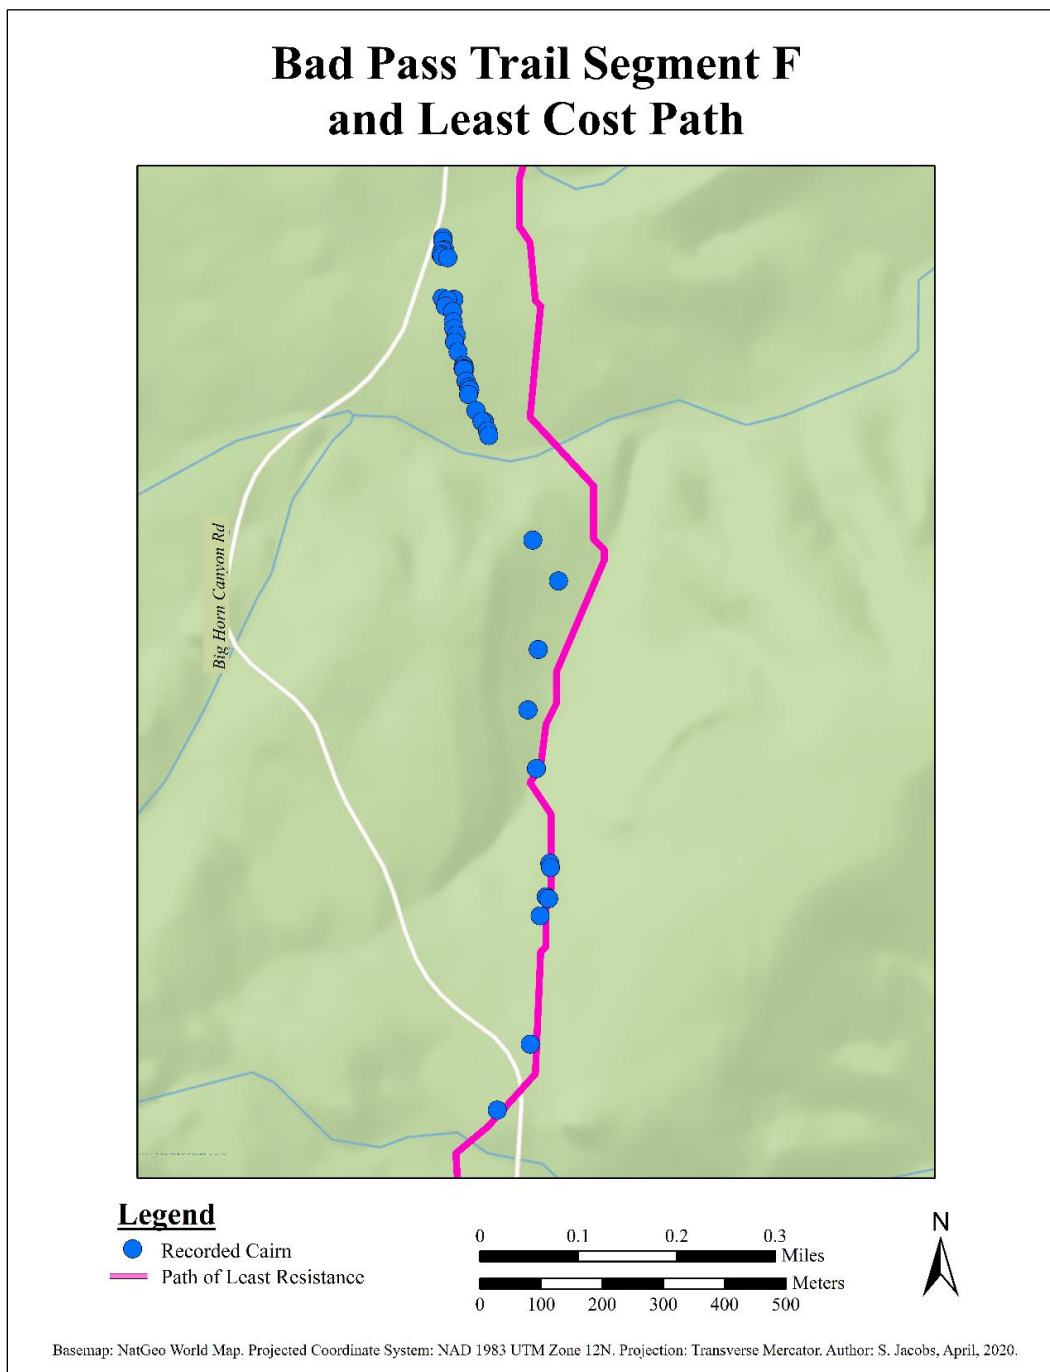 Bad Pass Trail Segment F
and Least Cost Path
Big Horn Canyon Rd
Legend
Recorded Cairn
Path of Least Resistance
0 0.1 0.2 0.3
Miles
Meters
0 100 200 300 400 500
N
Basemap: NatGeo World Map. Projected Coordinate System: NAD 1983 UTM Zone 12N. Projection: Transverse Mercator. Author: S. Jacobs, April, 2020.